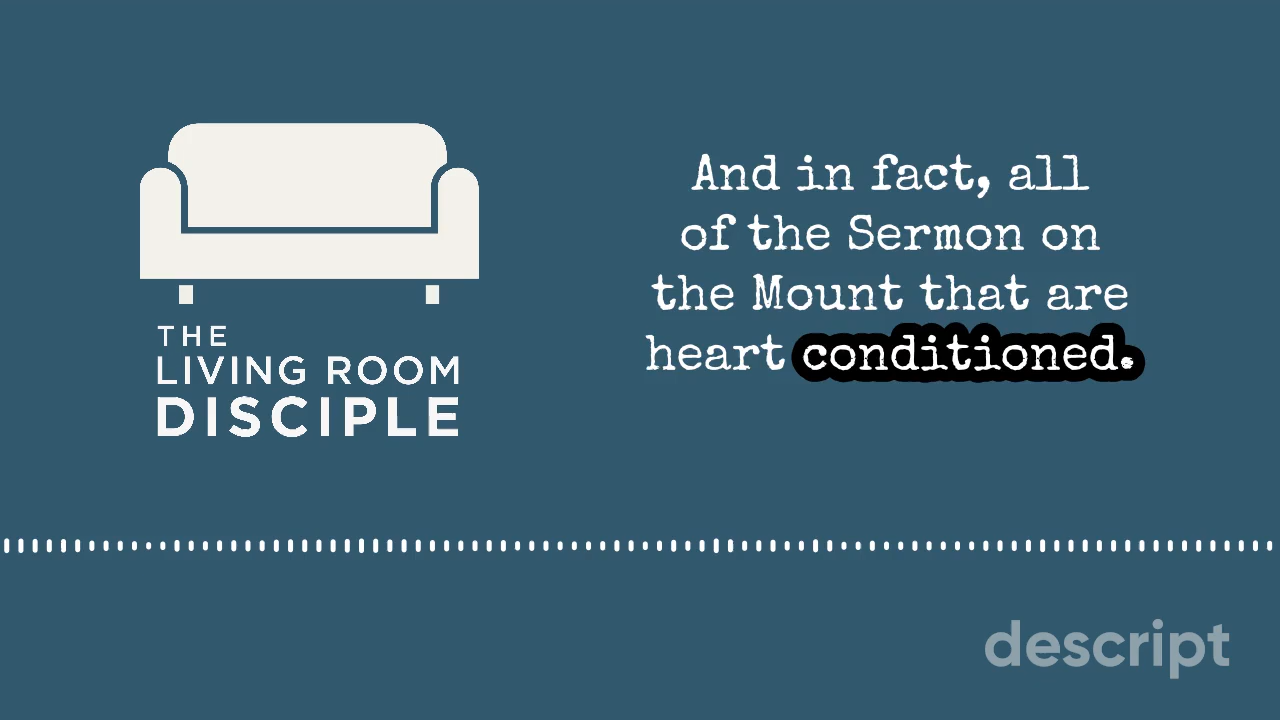 THE
LIVING ROOM
DISCIPLE
And in fact, all
of the Sermon on
the Mount that are
heart conditioned.
descript